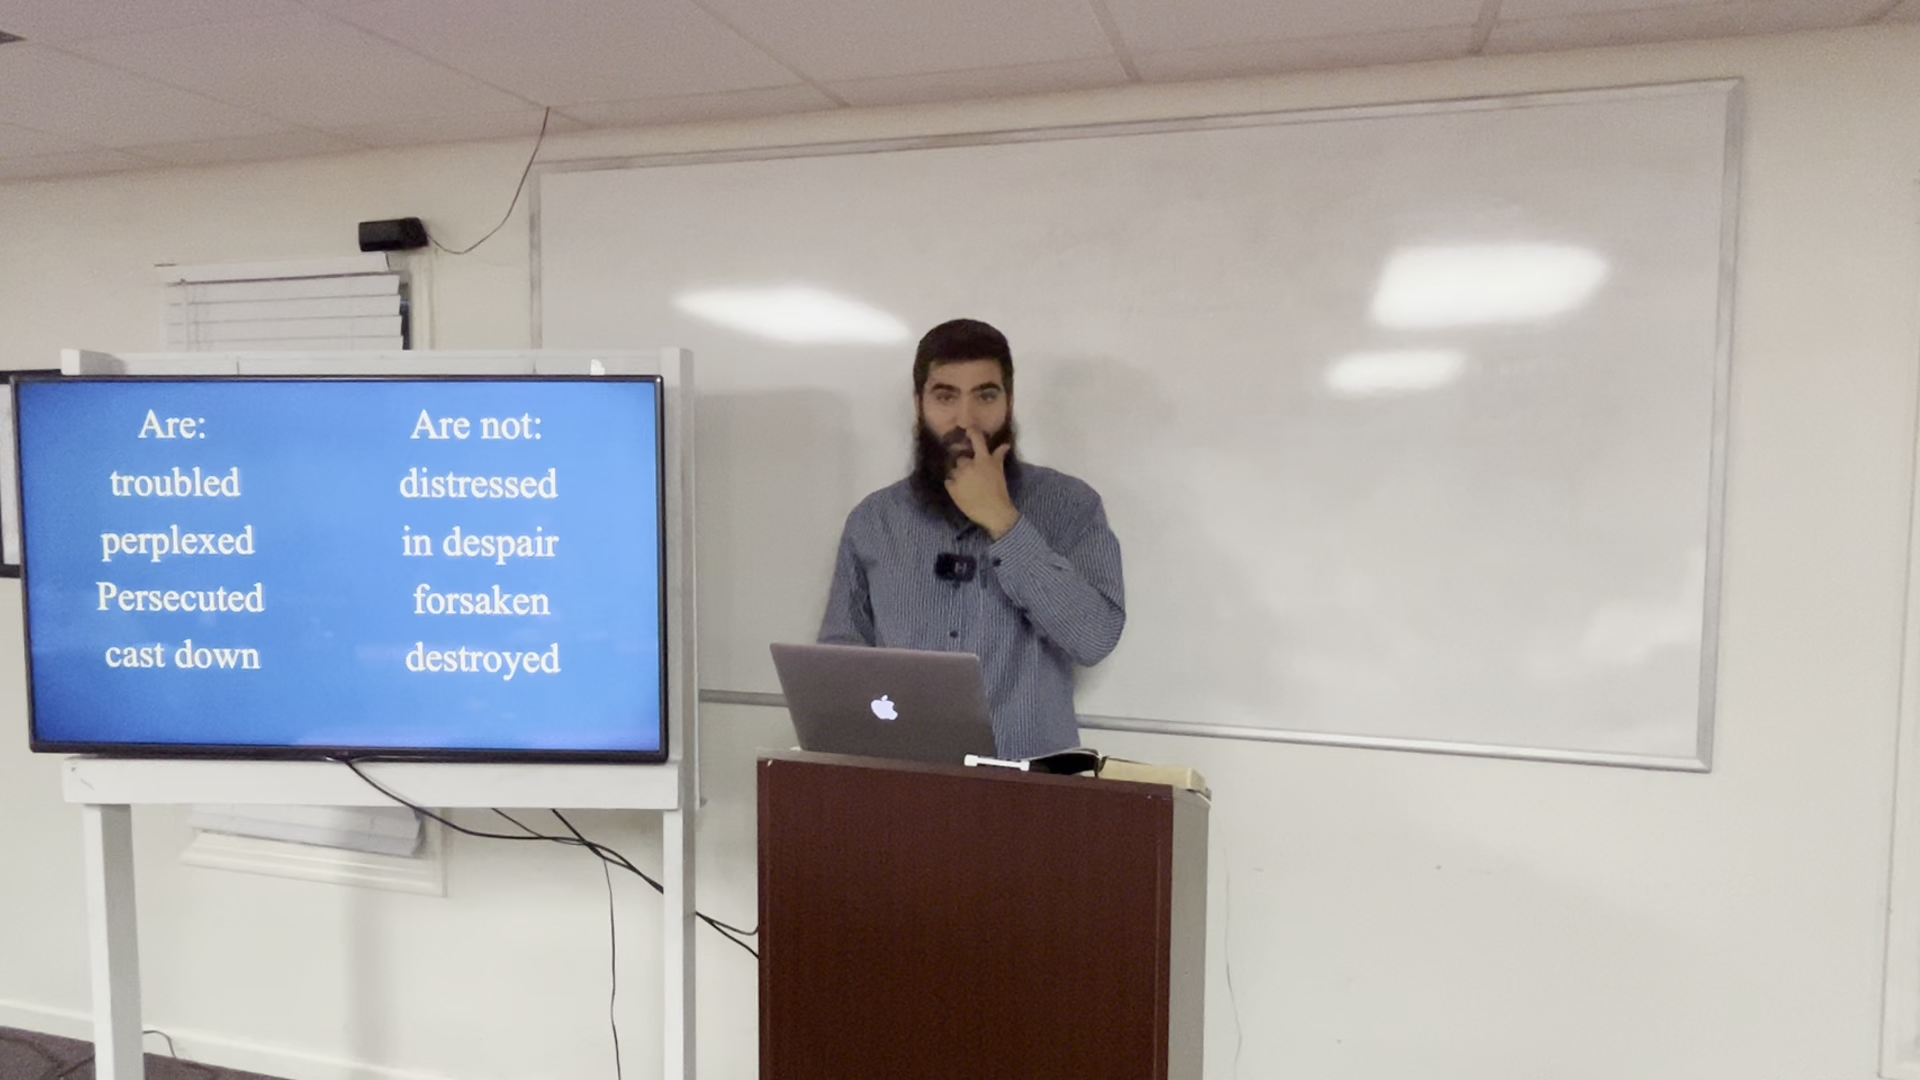 Are: Are not:
troubled distressed
perplexed in despair
Persecuted forsaken
cast down destroyed